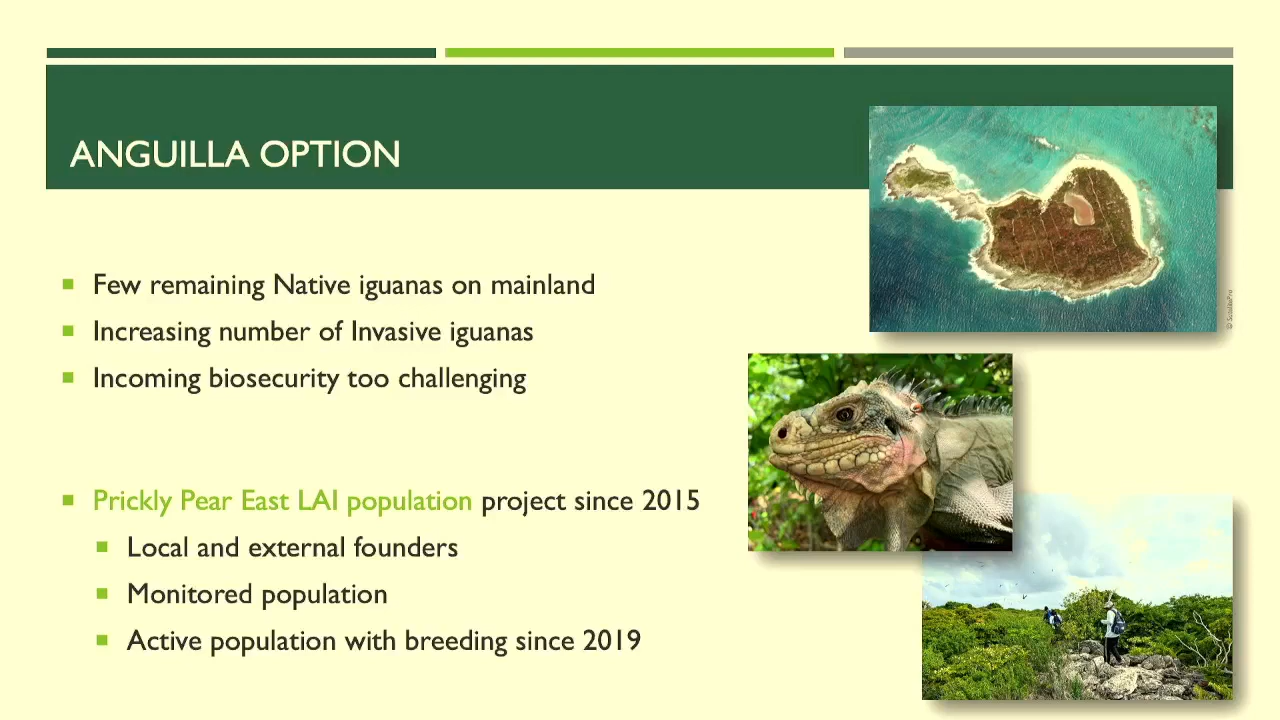 ANGUILLA OPTION
Few remaining Native iguanas on mainland
Increasing number of Invasive iguanas
Incoming biosecurity too challenging
Prickly Pear East LAI population project since 2015
Local and external founders
Monitored population
Active population with breeding since 2019